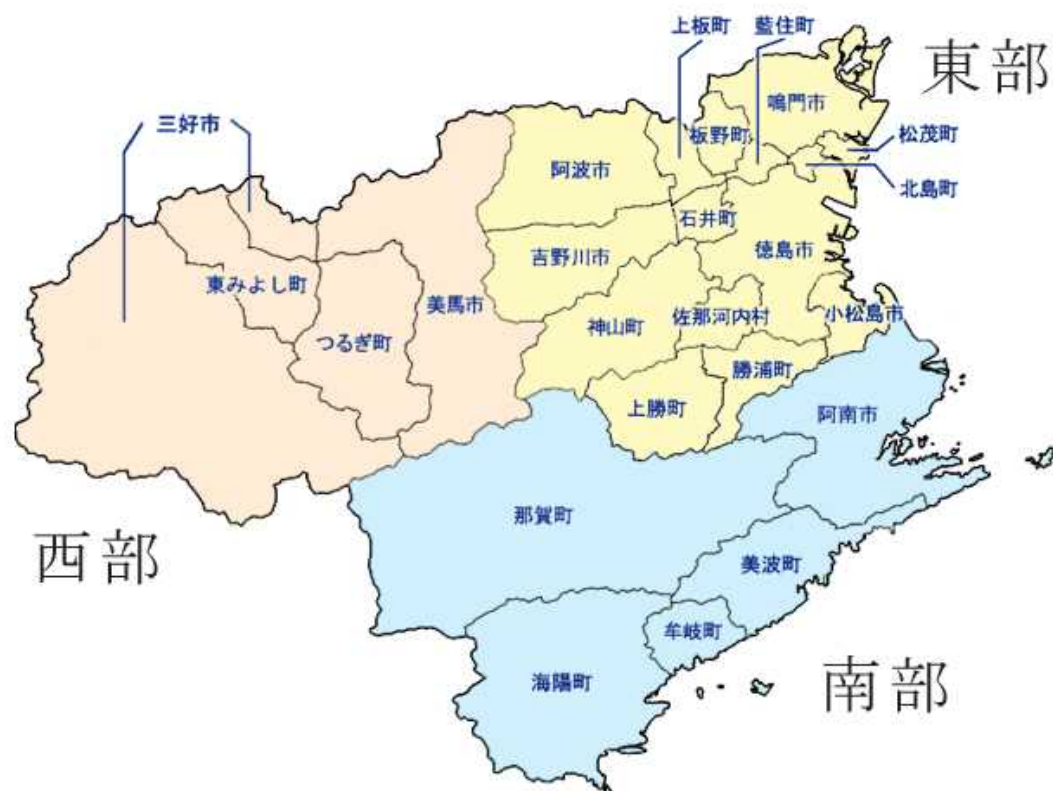 上板町
藍住町
東部
鳴門市
三好市
板野町
松茂町
阿波市
北島町
石井町
吉野川市
徳島市
東みよし町
美馬市
佐那河内村
小松島市
神山町
つるぎ町
勝浦町
上勝町
阿南市
那賀町
西部
美波町
牟岐町
海陽町
南部